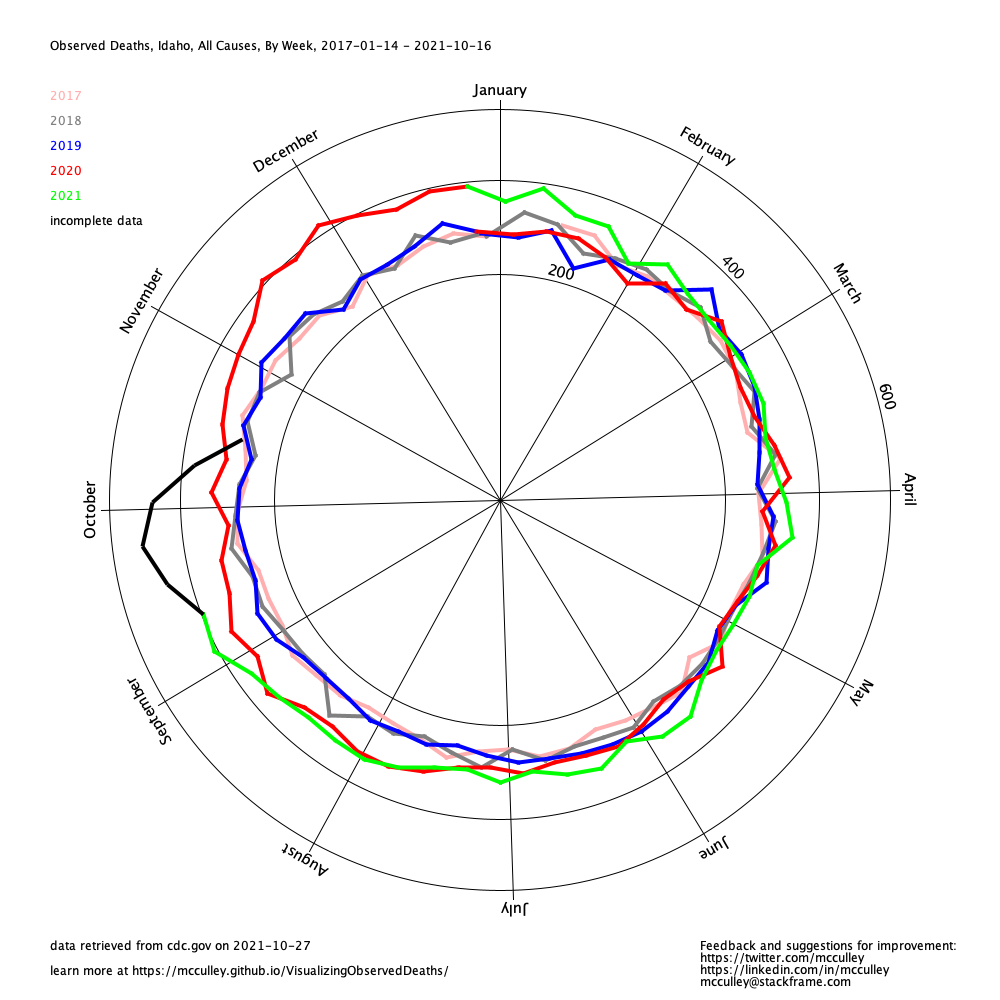 Observed Deaths, Idaho, All Causes, By Week, 2017-01-14 - 2021-10-16
January
2017
2018
2019
2020
2021
incomplete data
December
February
November
March
200
400
600
October
April
September
May
August
June
July
data retrieved from cdc.gov on 2021-10-27
learn more at https://mcculley.github.io/VisualizingObservedDeaths/
Feedback and suggestions for improvement:
https://twitter.com/mcculley
https://linkedin.com/in/mcculley
mcculley@stackframe.com